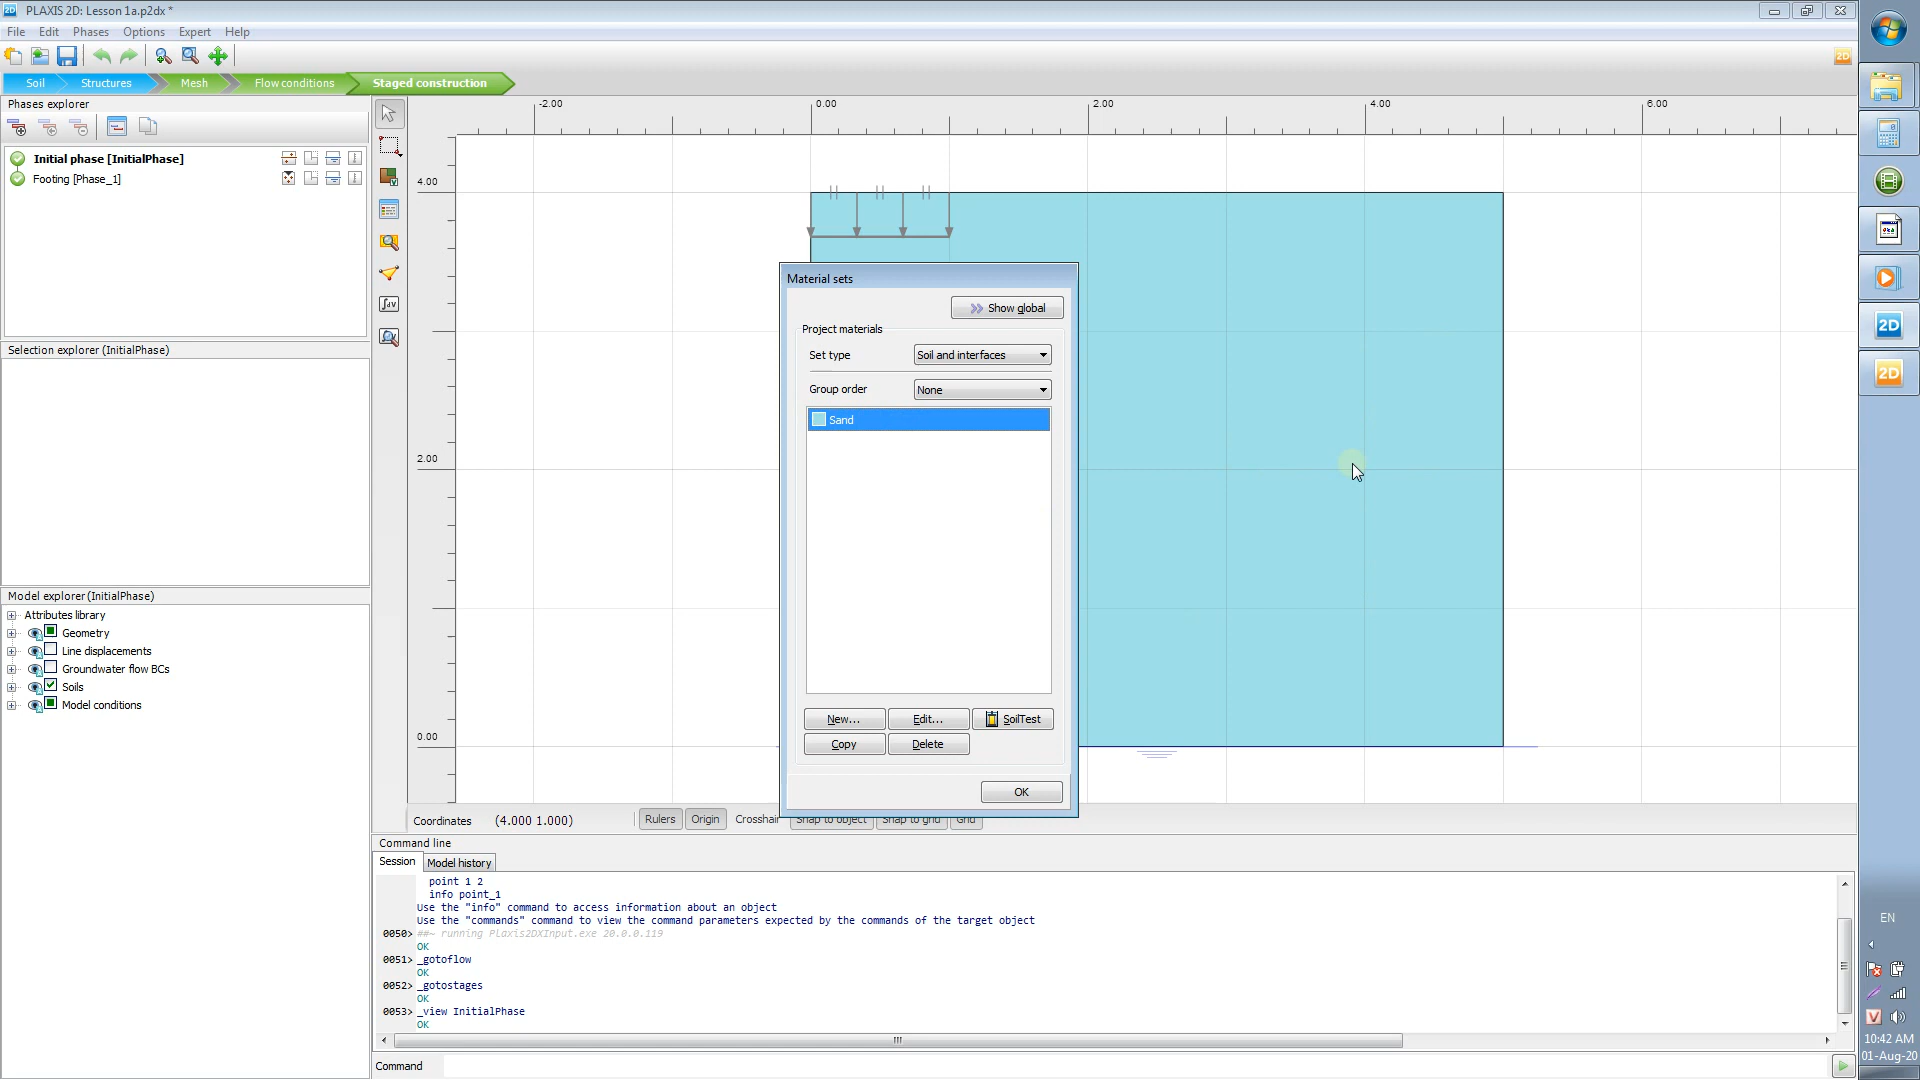 PLAXIS 2D: Lesson 1a.p2dx *
File Edit Phases Options Expert Help
2D
Soil Structures Mesh Flow conditions Staged construction
Phases explorer
Initial phase [InitialPhase]
Footing [Phase_1]
Selection explorer (InitialPhase)
Model explorer (InitialPhase)
Attributes library
Geometry
Line displacements
Groundwater flow BCs
Soils
Model conditions
-2.00 0.00 2.00 4.00 6.00
4.00
2.00
0.00
Material sets
Show global
Project materials
Set type Soil and interfaces
Group order None
Sand
New... Edit... SoilTest
Copy Delete
OK
Coordinates (4.000 1.000) Rulers Origin Crosshair Snap to object Snap to grid Grid
Command line
Session Model history
point 1 2
info point_1
Use the "info" command to access information about an object
Use the "commands" command to view the command parameters expected by the commands of the target object
0050> ##~ running Plaxis2DXInput.exe 20.0.0.119
OK
0051> _gotoflow
OK
0052> _gotostages
OK
0053> _view InitialPhase
OK
Command
2D
2D
EN
10:42 AM
01-Aug-20